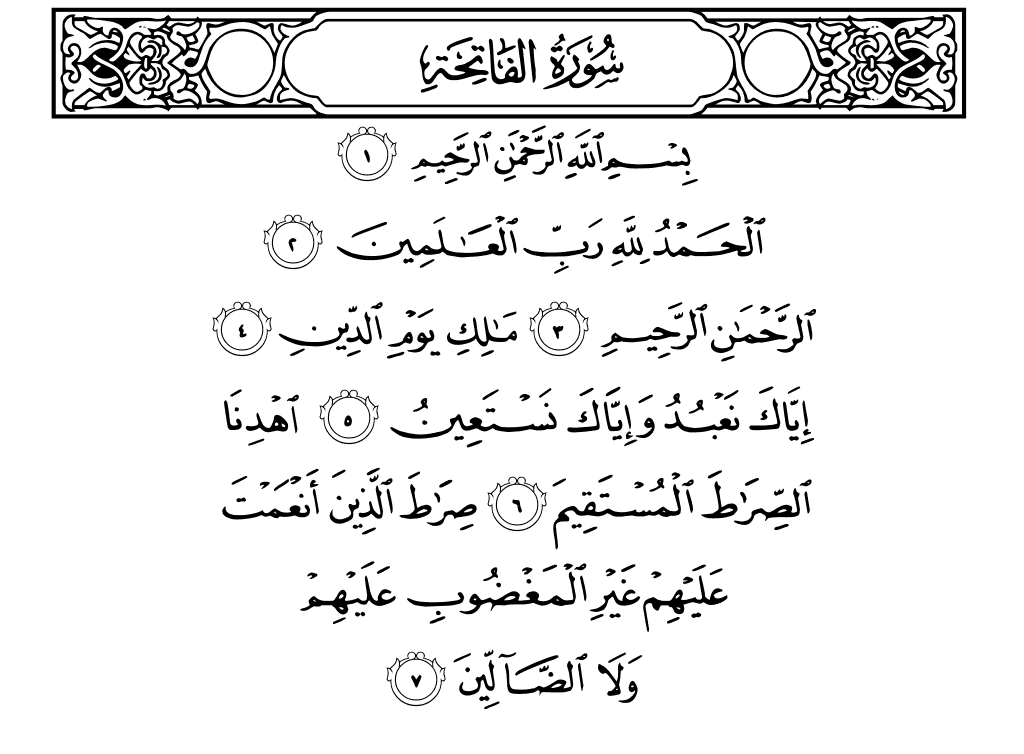 سُورَةُ الفَاتِحَةِ
بِسْمِ ٱللَّهِ ٱلرَّحْمَٰنِ ٱلرَّحِيمِ ١
ٱلْحَمْدُ لِلَّهِ رَبِّ ٱلْعَٰلَمِينَ ٢
ٱلرَّحْمَٰنِ ٱلرَّحِيمِ ٣ مَٰلِكِ يَوْمِ ٱلدِّينِ ٤
إِيَّاكَ نَعْبُدُ وَإِيَّاكَ نَسْتَعِينُ ٥ ٱهْدِنَا
ٱلصِّرَٰطَ ٱلْمُسْتَقِيمَ ٦ صِرَٰطَ ٱلَّذِينَ أَنْعَمْتَ
عَلَيْهِمْ غَيْرِ ٱلْمَغْضُوبِ عَلَيْهِمْ
وَلَا ٱلضَّآلِّينَ ٧